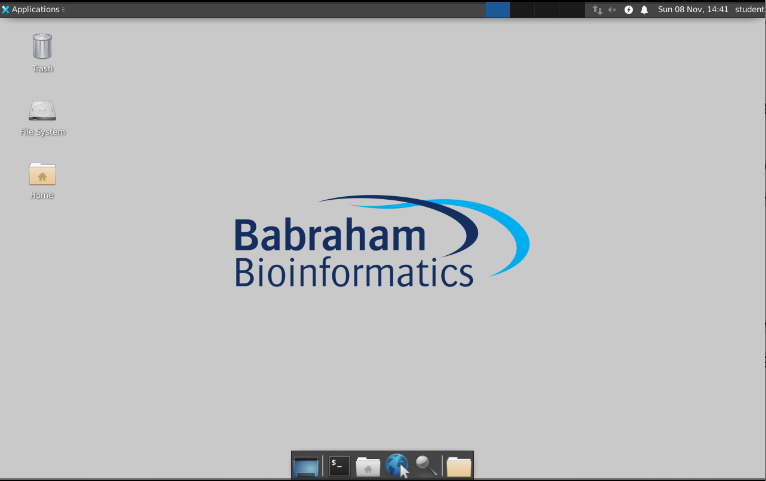 Applications
Sun 08 Nov, 14:41 student
Trash
File System
Home
Babraham
Bioinformatics
$_